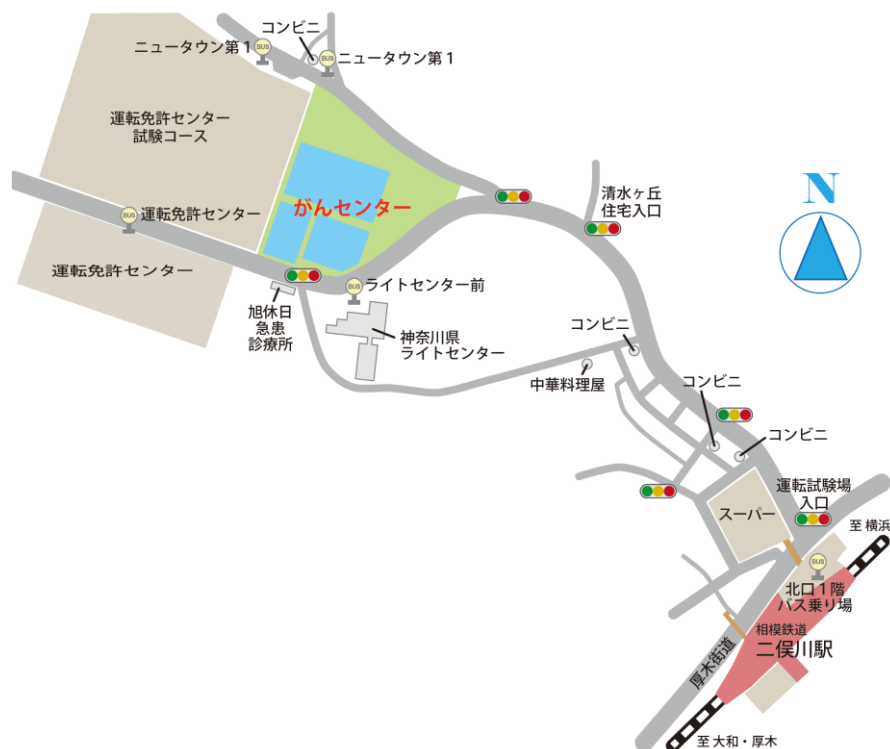 コンビニ
ニュータウン第1
BUS
BUS
ニュータウン第1
運転免許センター
試験コース
N
清水ヶ丘
住宅入口
がんセンター
BUS
運転免許センター
運転免許センター
BUS
ライトセンター前
旭休日
急患
診療所
神奈川県
ライトセンター
コンビニ
中華料理屋
コンビニ
コンビニ
運転試験場
入口
スーパー
至 横浜
BUS
北口1階
バス乗り場
相模鉄道
二俣川駅
厚木街道
至 大和・厚木